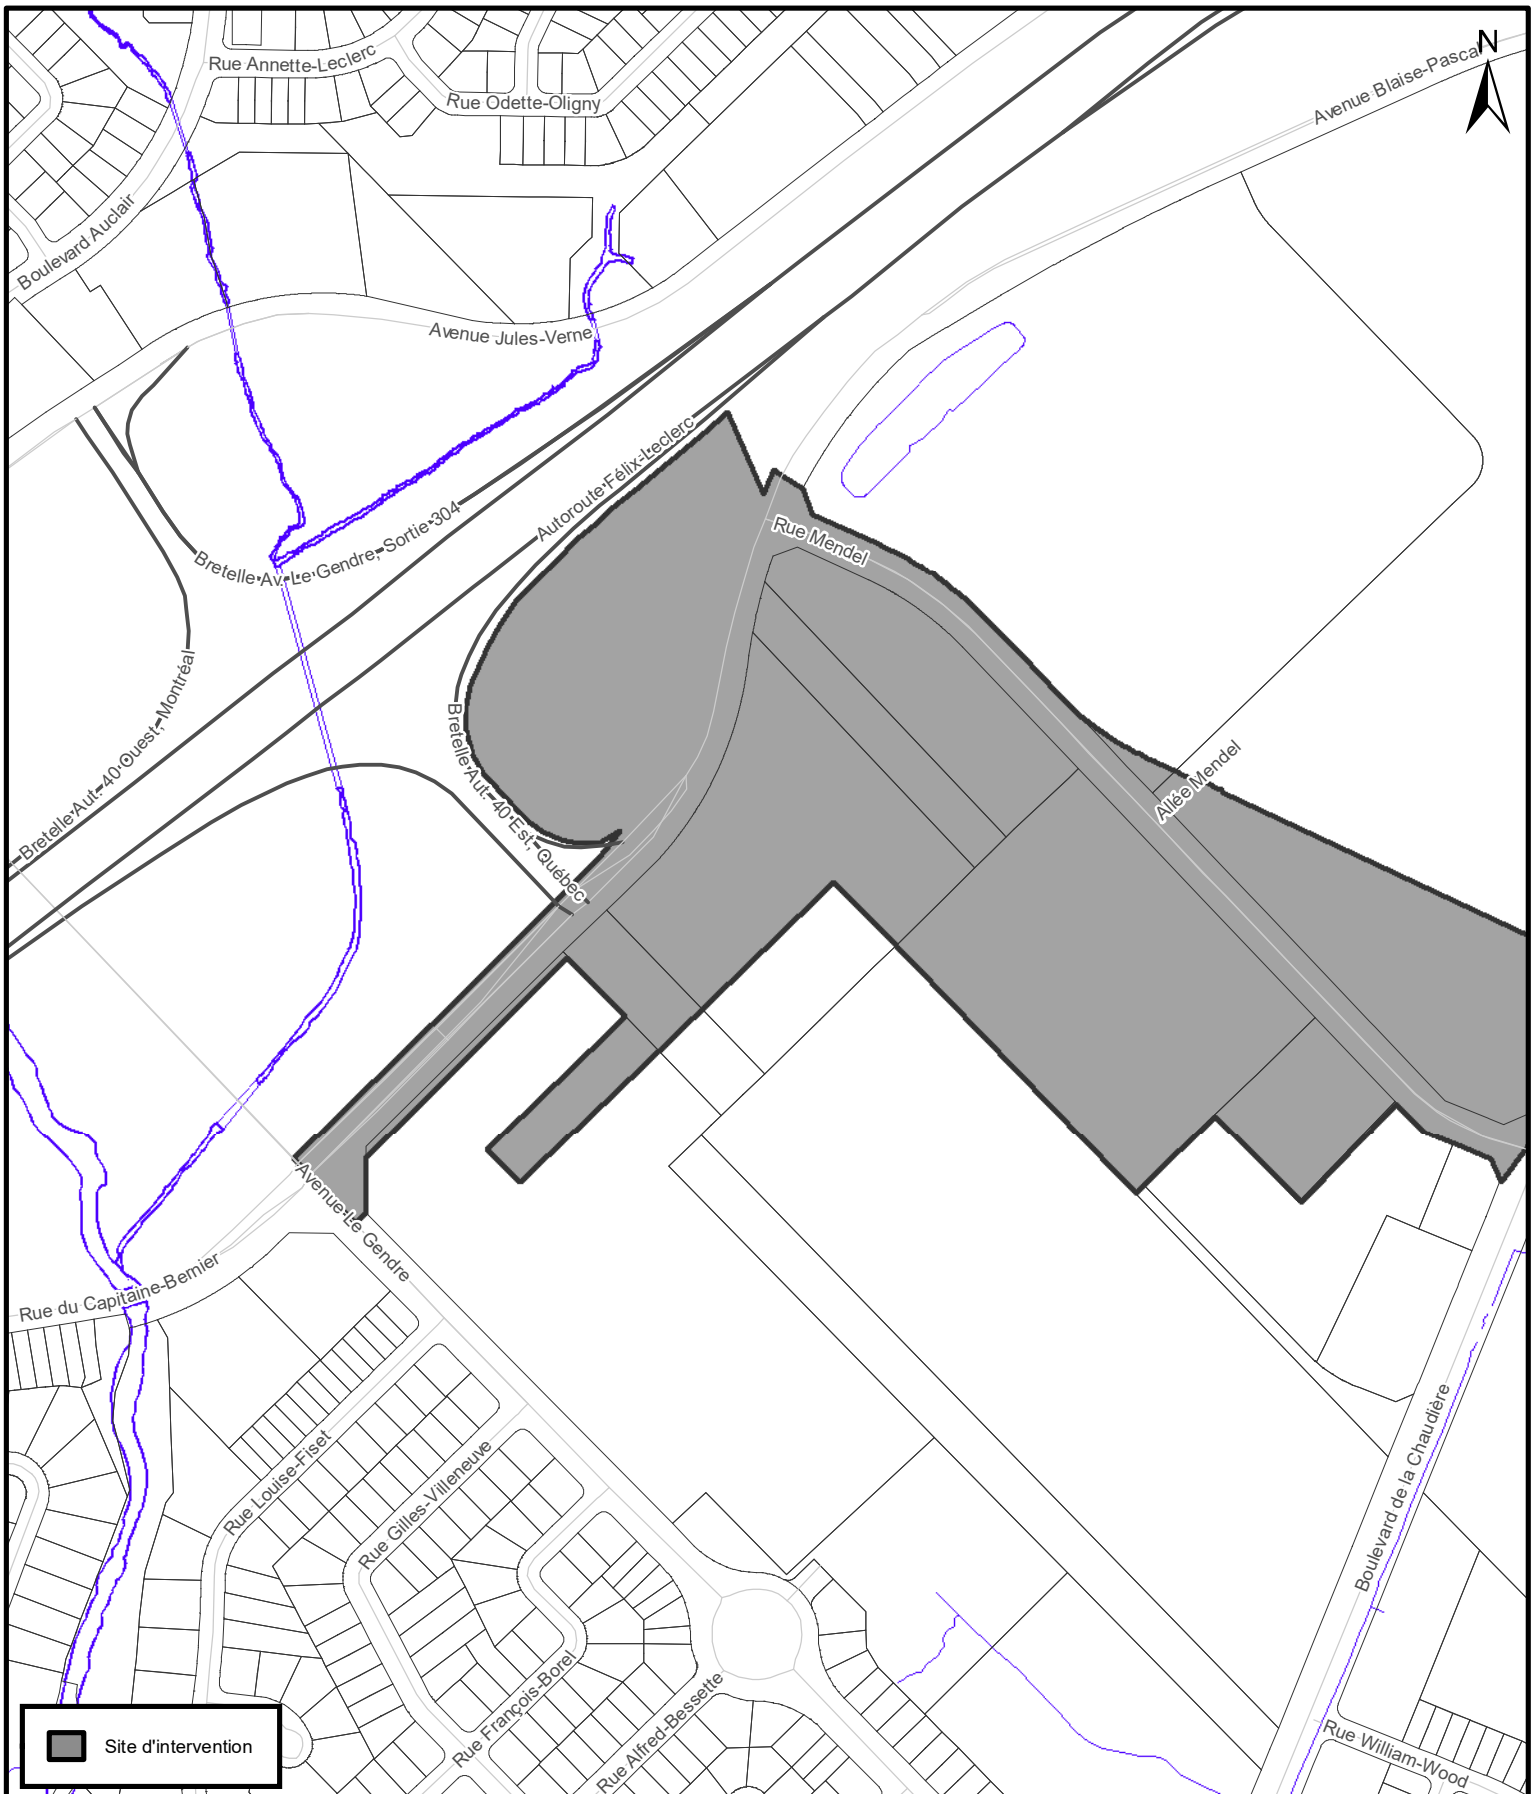 N
Avenue Blaise-Pascal
Rue Annette-Leclerc
Rue Odette-Oligny
Boulevard Auclair
Avenue Jules-Verne
Autoroute Félix-Leclerc
Bretelle Av. Le Gendre, Sortie 304
Rue Mendel
Bretelle Aut. 40 Ouest, Montréal
Bretelle Aut. 40 Est, Québec
Allée Mendel
Avenue Le Gendre
Rue du Capitaine-Bernier
Rue Louise-Fiset
Rue Gilles-Villeneuve
Boulevard de la Chaudière
Rue François-Borel
Rue Alfred-Bessette
Rue William-Wood
Site d'intervention